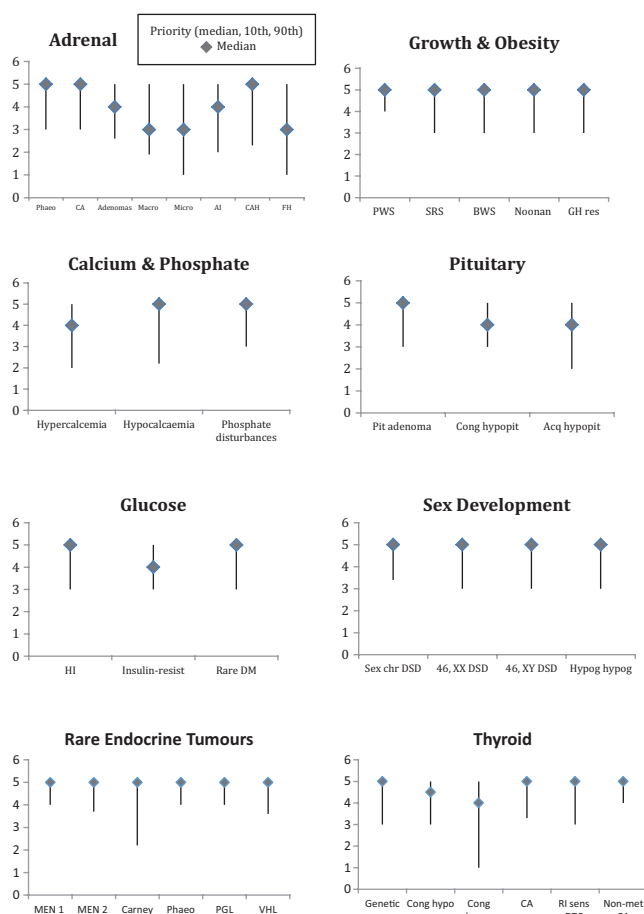 Adrenal
Priority (median, 10th, 90th)
Median
6
5
4
3
2
1
0
Phaeo CA Adenomas Macro Micro AI CAH FH
Growth & Obesity
6
5
4
3
2
1
0
PWS SRS BWS Noonan GH res
Calcium & Phosphate
6
5
4
3
2
1
0
Hypercalcemia Hypocalcaemia Phosphate
disturbances
Pituitary
6
5
4
3
2
1
0
Pit adenoma Cong hypopit Acq hypopit
Glucose
6
5
4
3
2
1
0
HI Insulin-resist Rare DM
Sex Development
6
5
4
3
2
1
0
Sex chr DSD 46, XX DSD 46, XY DSD Hypog hypog
Rare Endocrine Tumours
6
5
4
3
2
1
0
MEN 1 MEN 2 Carney Phaeo PGL VHL
Thyroid
6
5
4
3
2
1
0
Genetic Cong hypo Cong CA RI sens Non-met